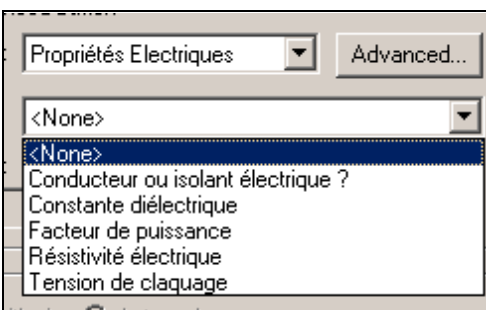 Propriétés Electriques
Advanced...
<None>
<None>
Conducteur ou isolant électrique ?
Constante diélectrique
Facteur de puissance
Résistivité électrique
Tension de claquage